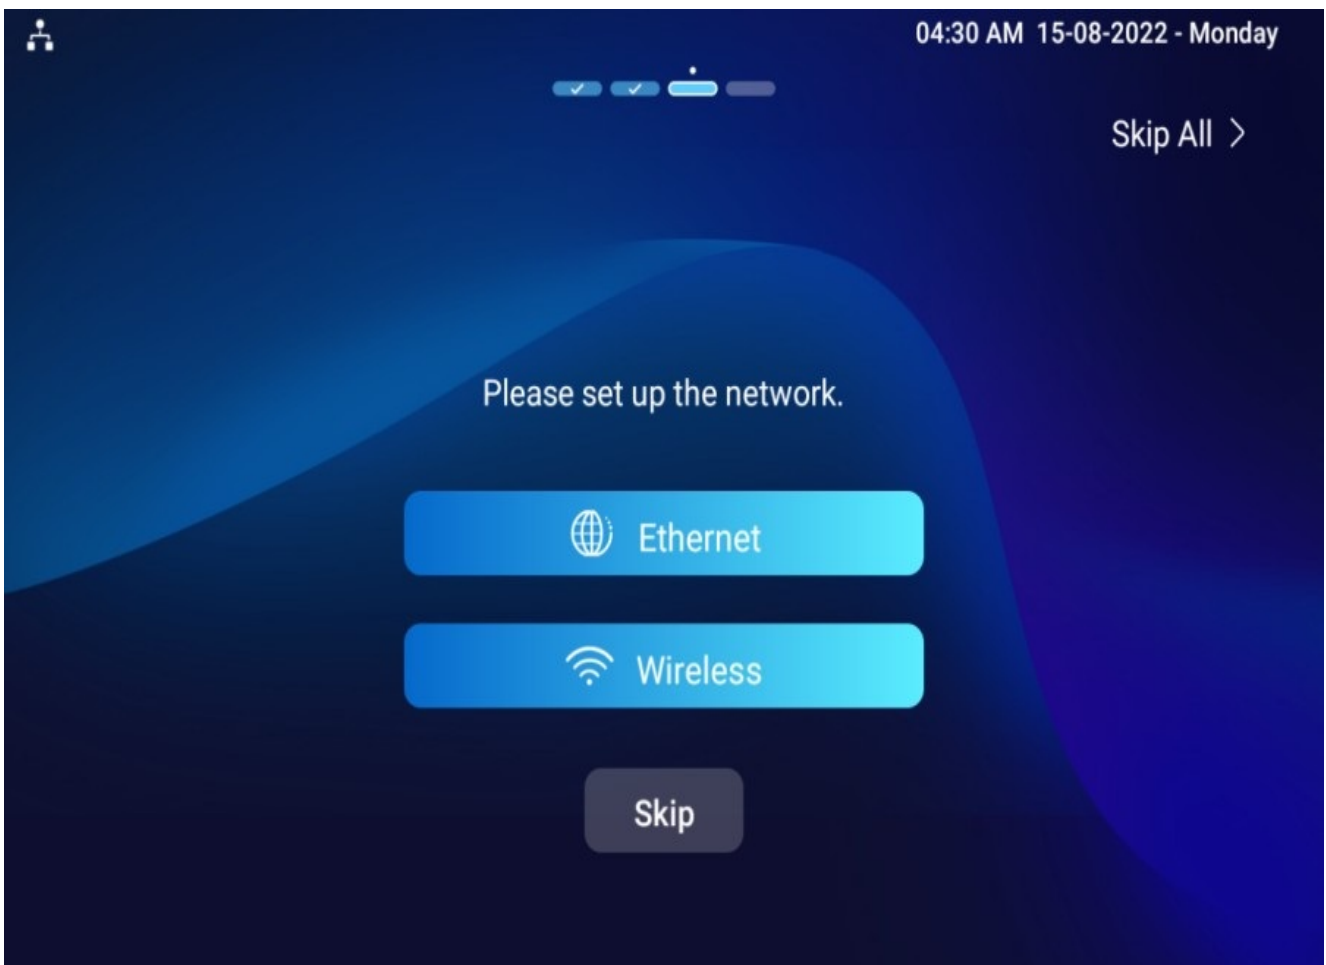 04:30 AM 15-08-2022 - Monday
Skip All
Please set up the network.
Ethernet
Wireless
Skip